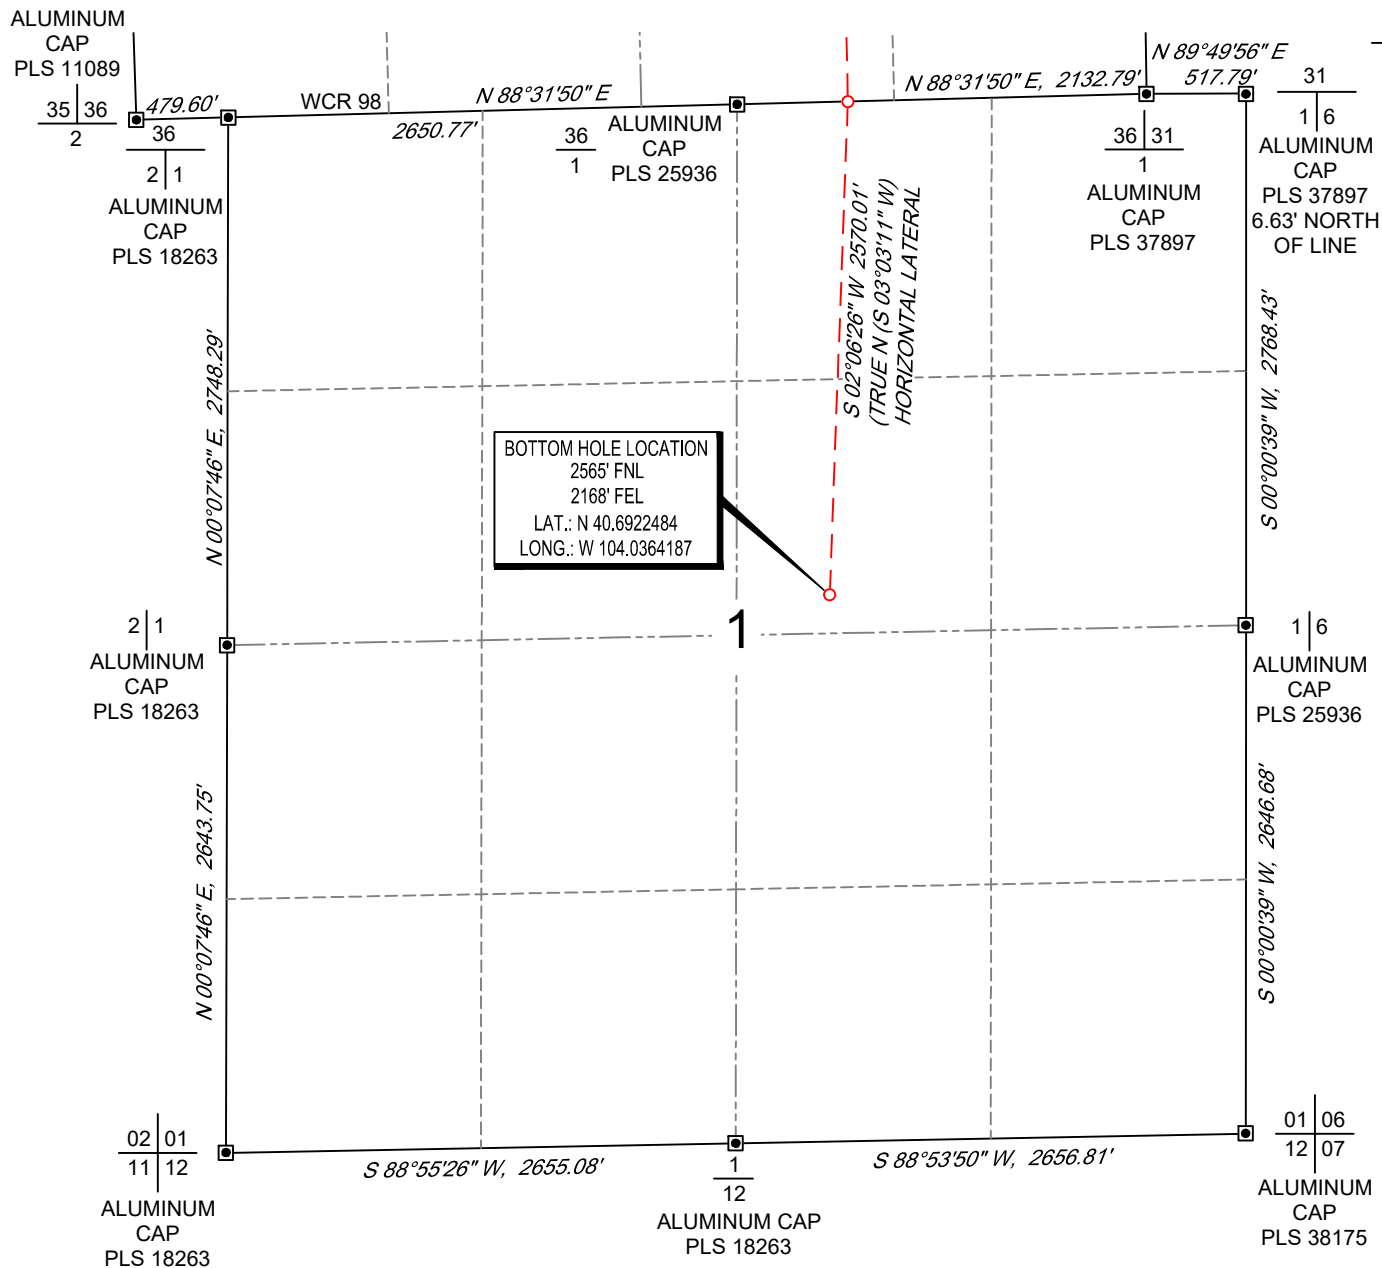 ALUMINUM
CAP
PLS 11089
35 36
2
479.60'
WCR 98
N 88°31'50" E
2650.77'
36
2 1
ALUMINUM
CAP
PLS 18263
36
1
ALUMINUM
CAP
PLS 25936
N 88°31'50" E, 2132.79'
N 89°49'56" E
517.79'
36 31
1
ALUMINUM
CAP
PLS 37897
31
1 6
ALUMINUM
CAP
PLS 37897
6.63' NORTH
OF LINE
S 02°06'26" W 2570.01'
(TRUE N (S 03°03'11" W)
HORIZONTAL LATERAL
N 00°07'46" E, 2748.29'
S 00°00'39" W, 2768.43'
BOTTOM HOLE LOCATION
2565' FNL
2168' FEL
LAT.: N 40.6922484
LONG.: W 104.0364187
1
2 1
ALUMINUM
CAP
PLS 18263
1 6
ALUMINUM
CAP
PLS 25936
N 00°07'46" E, 2643.75'
S 00°00'39" W, 2646.68'
02 01
11 12
ALUMINUM
CAP
PLS 18263
S 88°55'26" W, 2655.08'
1
12
ALUMINUM CAP
PLS 18263
S 88°53'50" W, 2656.81'
01 06
12 07
ALUMINUM
CAP
PLS 38175